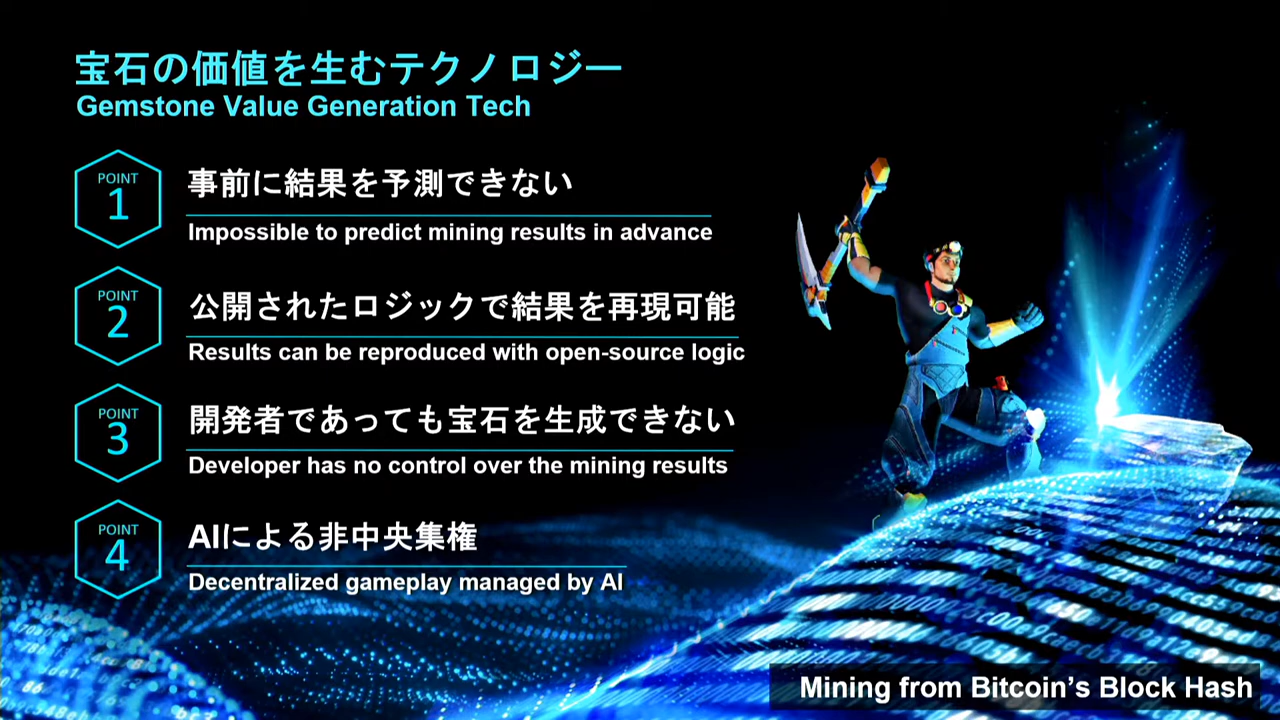 宝石の価値を生むテクノロジー
Gemstone Value Generation Tech
POINT
1
事前に結果を予測できない
Impossible to predict mining results in advance
POINT
2
公開されたロジックで結果を再現可能
Results can be reproduced with open-source logic
POINT
3
開発者であっても宝石を生成できない
Developer has no control over the mining results
POINT
4
AIによる非中央集権
Decentralized gameplay managed by AI
Mining from Bitcoin's Block Hash